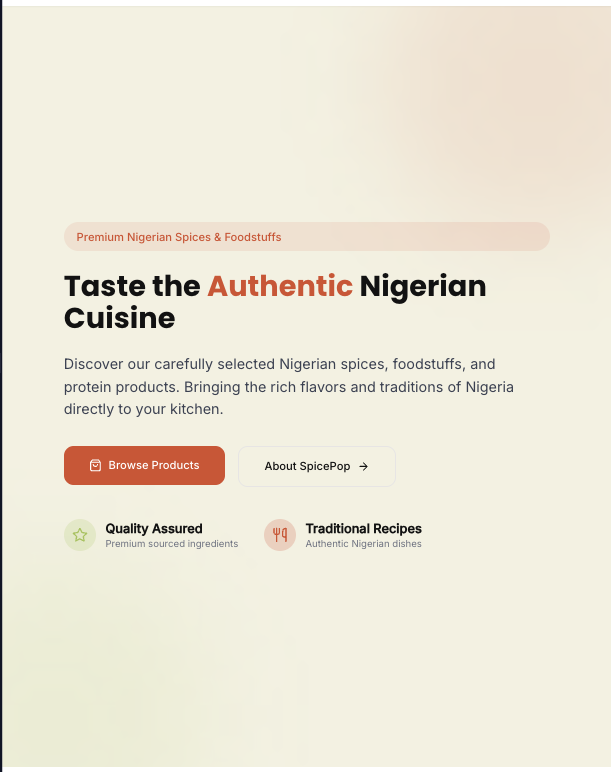 Premium Nigerian Spices & Foodstuffs
Taste the Authentic Nigerian
Cuisine
Discover our carefully selected Nigerian spices, foodstuffs, and
protein products. Bringing the rich flavors and traditions of Nigeria
directly to your kitchen.
Browse Products
About SpicePop →
Quality Assured
Premium sourced ingredients
Traditional Recipes
Authentic Nigerian dishes